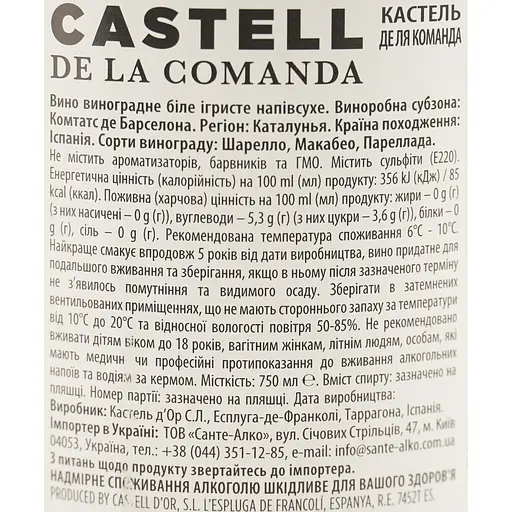 CASTELL
КАСТЕЛЬ
ДЕ ЛЯ КОМАНДА
DE LA COMANDA
Вино виноградне біле ігристе напівсухе. Виноробна субзона:
Комтатс де Барселона. Регіон: Каталунья. Країна походження:
Іспанія. Сорти винограду: Шарелло, Макабео, Пареллада.
Не містить ароматизаторів, барвників та ГМО. Містить сульфіти (Е220).
Енергетична цінність (калорійність) на 100 ml (мл) продукту: 356 kJ (кДж) / 85
kcal (ккал). Поживна (харчова) цінність на 100 ml (мл) продукту: жири – 0 g (г)
(з них насичені – 0 g (г)), вуглеводи – 5,3 g (г) (з них цукри – 3,6 g (г)), білки – 0
g (г), сіль – 0 g (г). Рекомендована температура споживання 6°С - 10°С.
Найкраще смакує впродовж 5 років від дати виробництва, вино придатне для
подальшого вживання та зберігання, якщо в ньому після зазначеного терміну
не з’явилось помутніння та видимого осаду. Зберігати в затемнених
вентильованих приміщеннях, що не мають стороннього запаху за температури
від 10°С до 20°С та відносної вологості повітря 50-85%. Не рекомендовано
вживати дітям віком до 18 років, вагітним жінкам, літнім людям, особам, які
мають медичні чи професійні протипоказання до вживання алкогольних
напоїв та водіям за кермом. Місткість: 750 мл ℮. Вміст спирту: зазначено на
пляшці. Номер партії: зазначено на пляшці. Дата виробництва:
Виробник: Кастель д’Ор С.Л., Есплуга-де-Франколі, Таррагона, Іспанія.
Імпортер в Україні: ТОВ «Санте-Алко», вул. Січових Стрільців, 47, м. Київ
04053, Україна, тел.: +38 (044) 351-12-85, e-mail: info@sante-alko.com.ua
З питань щодо продукту звертайтесь до імпортера.
НАДМІРНЕ СПОЖИВАННЯ АЛКОГОЛЮ ШКІДЛИВЕ ДЛЯ ВАШОГО ЗДОРОВ’Я
PRODUCED BY CASTELL D'OR, S.L. L'ESPLUGA DE FRANCOLÍ, ESPANYA, R.E. 7452T ES.